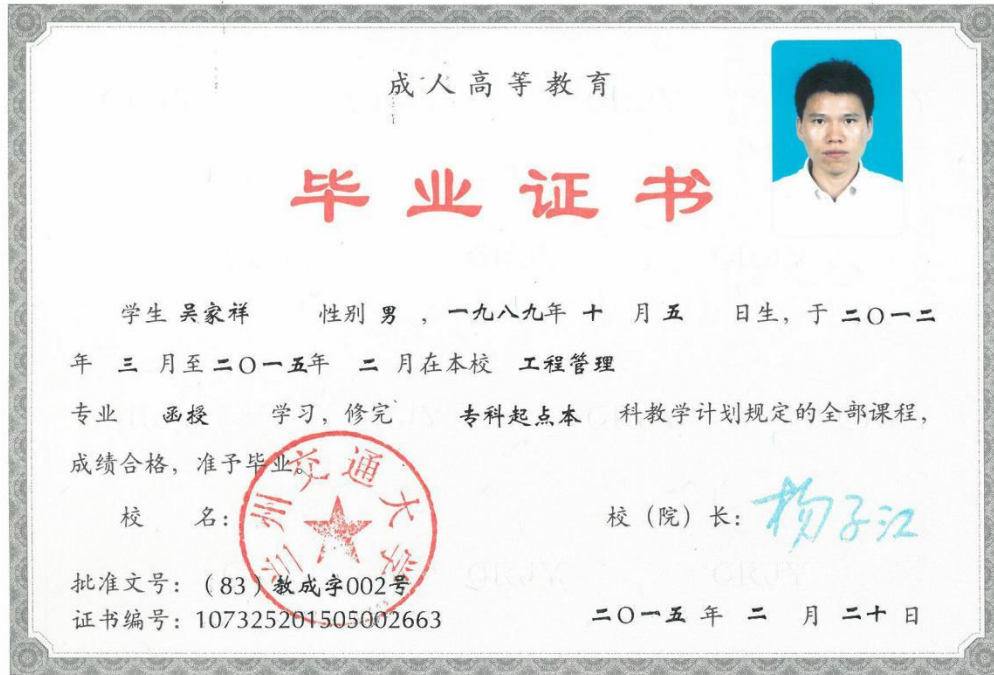 成人高等教育
毕业证书
学生 吴家祥 性别 男 ，一九八九年 十 月 五 日生，于 二〇一二
年 三 月至 二〇一五年 二 月在本校 工程管理
专业 函授 学习，修完 专科起点本 科教学计划规定的全部课程，
成绩合格，准予毕业。
兰州交通大学
校 名：
校（院）长：杨子江
批准文号：（83）教成字002号
证书编号：107325201505002663
二〇一五 年 二 月 二十 日